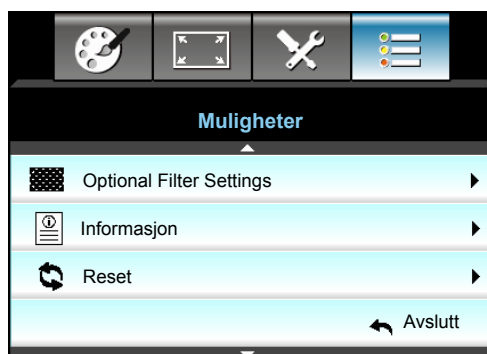 Muligheter
Optional Filter Settings
Informasjon
Reset
Avslutt